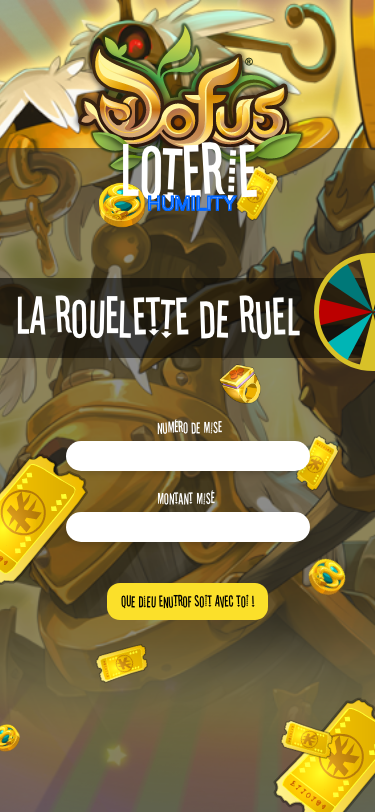 Dofus®
LOTERIE
HUMILITY
LA ROUELETTE DE RUEL
NUMÉRO DE MISE
MONTANT MISÉ
QUE DIEU ENUTROF SOIT AVEC TOI !